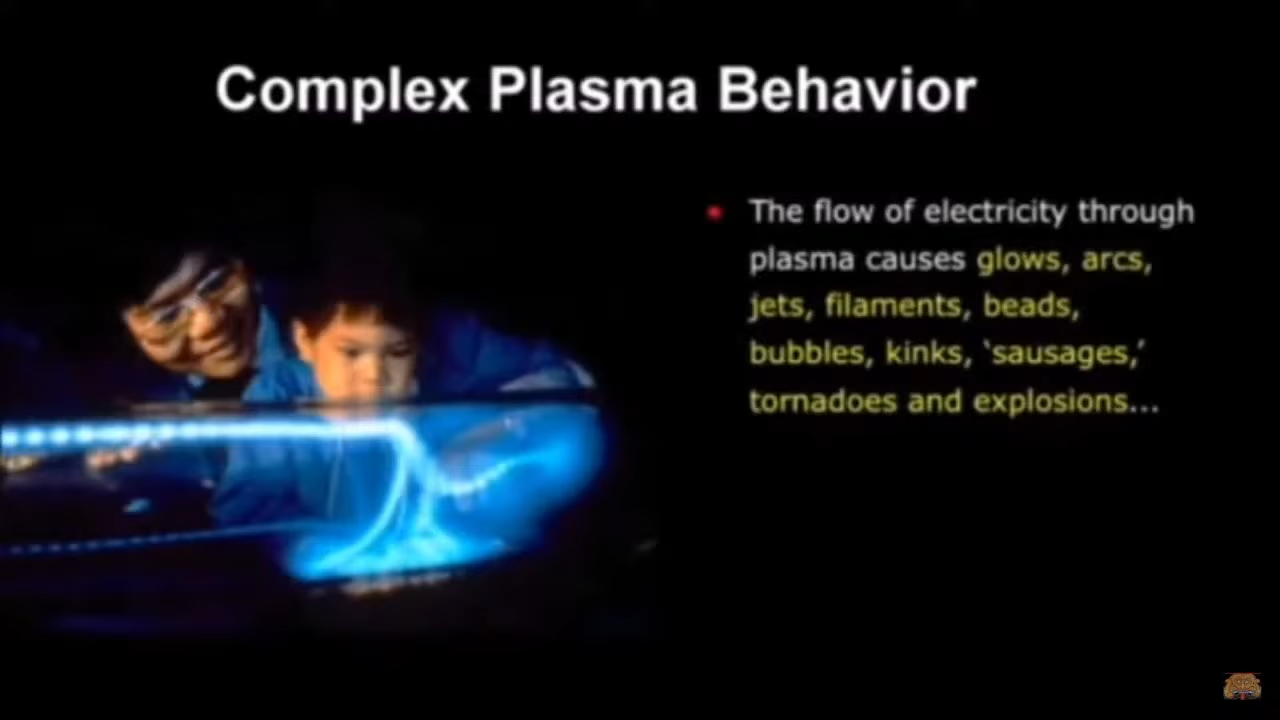 Complex Plasma Behavior
• The flow of electricity through
plasma causes glows, arcs,
jets, filaments, beads,
bubbles, kinks, ‘sausages,’
tornadoes and explosions...